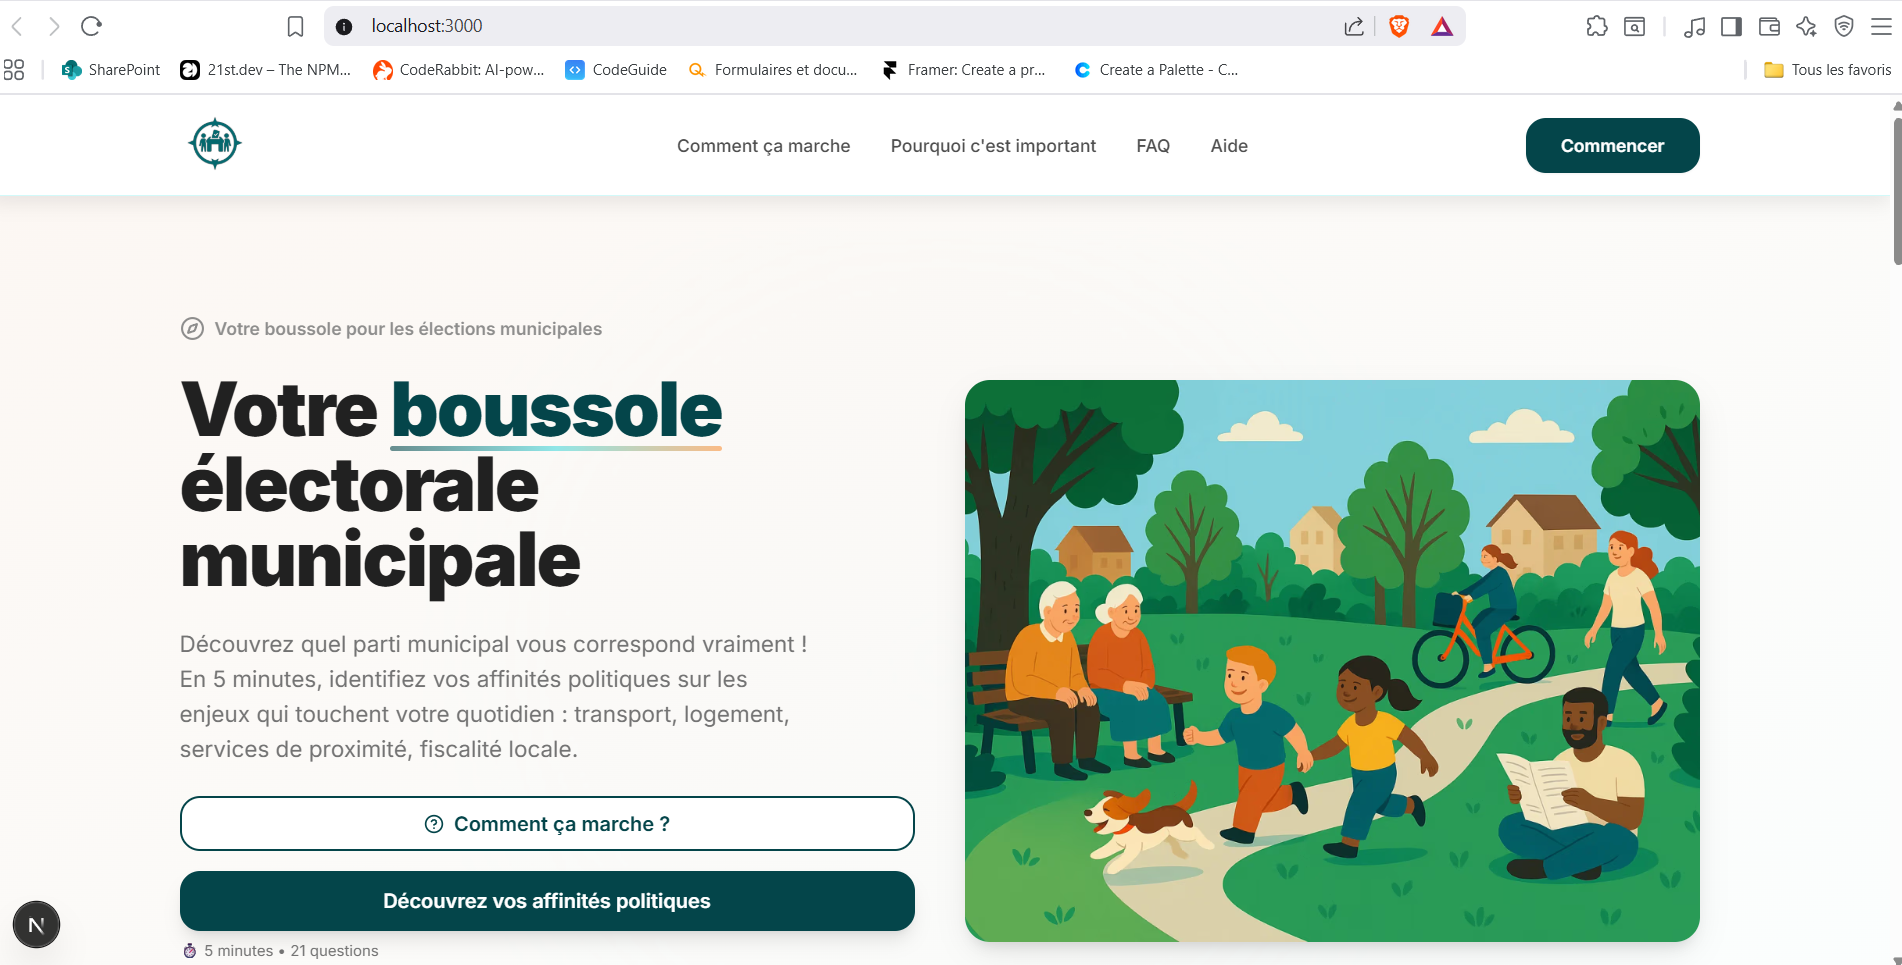 localhost:3000
SharePoint
21st.dev – The NPM...
CodeRabbit: AI-pow...
CodeGuide
Formulaires et docu...
Framer: Create a pr...
Create a Palette - C...
Tous les favoris
Comment ça marche
Pourquoi c'est important
FAQ
Aide
Commencer
Votre boussole pour les élections municipales
Votre boussole
électorale
municipale
Découvrez quel parti municipal vous correspond vraiment !
En 5 minutes, identifiez vos affinités politiques sur les
enjeux qui touchent votre quotidien : transport, logement,
services de proximité, fiscalité locale.
Comment ça marche ?
Découvrez vos affinités politiques
5 minutes • 21 questions
N